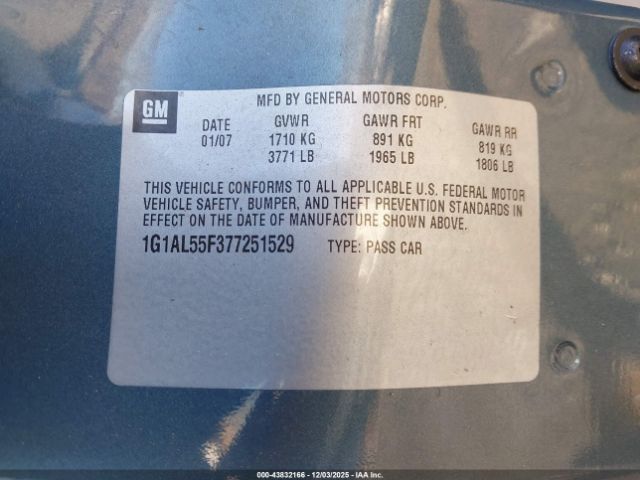 GM
MFD BY GENERAL MOTORS CORP.
DATE GVWR GAWR FRT GAWR RR
01/07 1710 KG 891 KG 819 KG
3771 LB 1965 LB 1806 LB
THIS VEHICLE CONFORMS TO ALL APPLICABLE U.S. FEDERAL MOTOR
VEHICLE SAFETY, BUMPER, AND THEFT PREVENTION STANDARDS IN
EFFECT ON THE DATE OF MANUFACTURE SHOWN ABOVE.
1G1AL55F377251529 TYPE: PASS CAR
000-43832166 - 12/03/2025 - IAAI.com